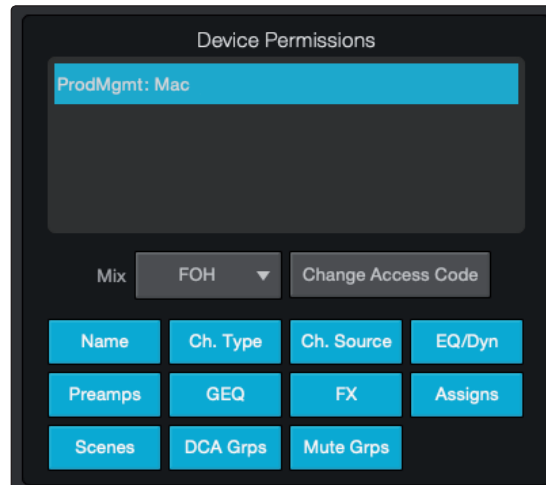 Device Permissions
ProdMgmt: Mac
Mix FOH Change Access Code
Name Ch. Type Ch. Source EQ/Dyn
Preamps GEQ FX Assigns
Scenes DCA Grps Mute Grps